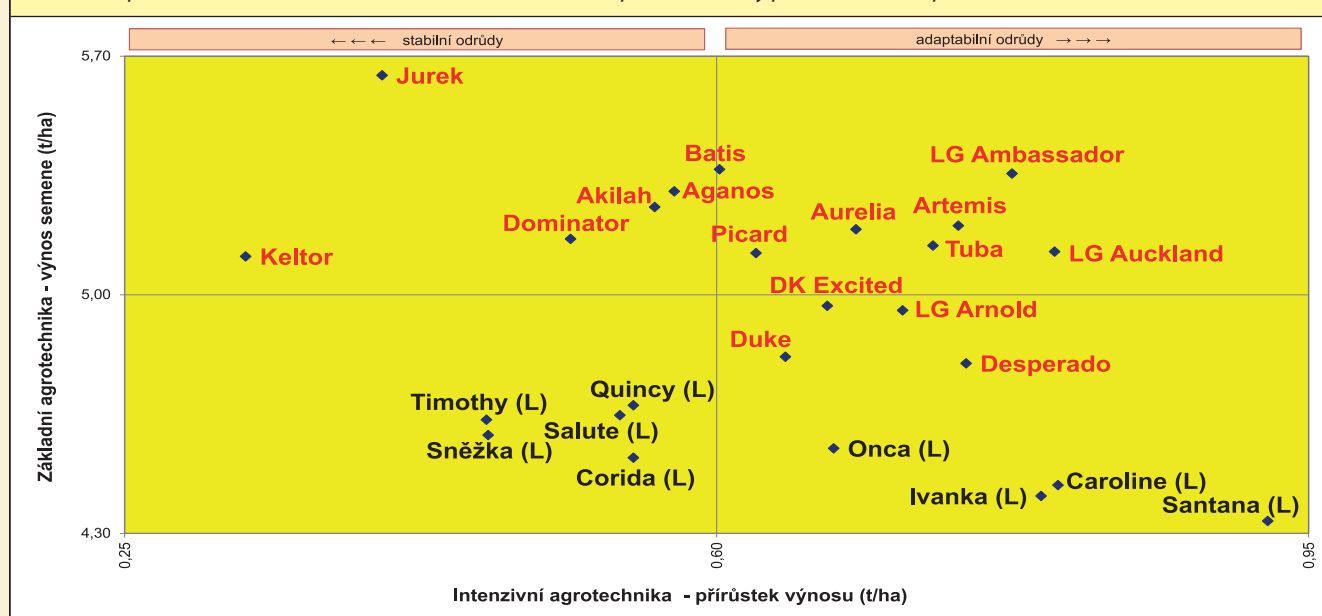 ← ← ← stabilní odrůdy
adaptabilní odrůdy → → →
5,70
Jurek
Batis
LG Ambassador
Aganos
Akilah
Aurelia
Artemis
Dominator
Picard
Tuba
LG Auckland
Keltor
DK Excited
5,00
LG Arnold
Duke
Desperado
Quincy (L)
Timothy (L)
Salute (L)
Sněžka (L)
Onca (L)
Corida (L)
Caroline (L)
Ivanka (L)
Santana (L)
4,30
0,25
0,60
0,95
Základní agrotechnika - výnos semene (t/ha)
Intenzivní agrotechnika - přírůstek výnosu (t/ha)